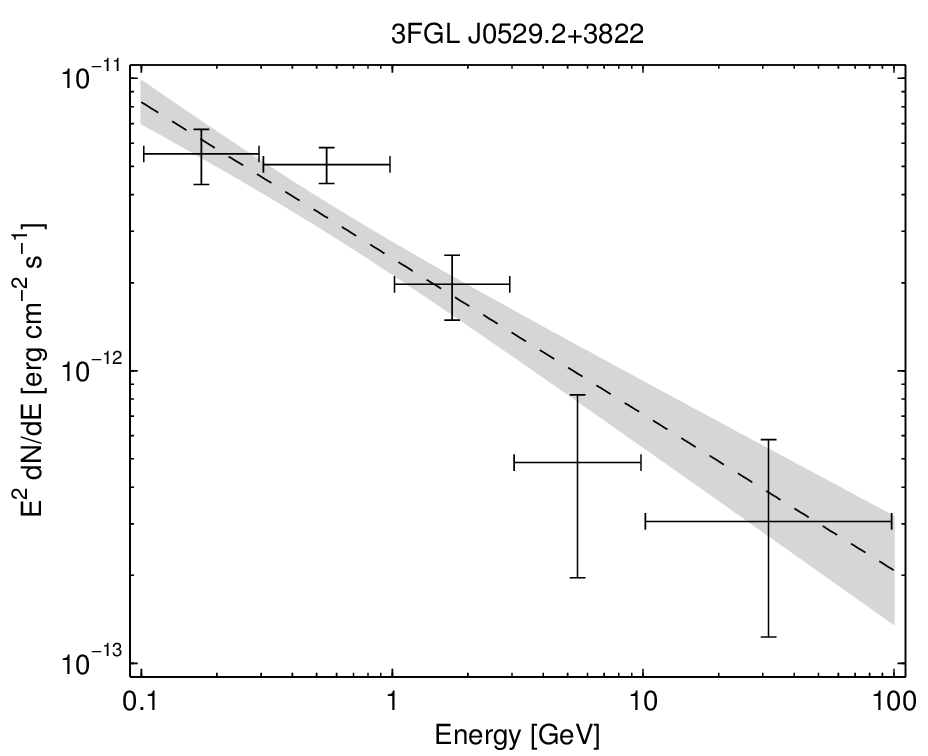 3FGL J0529.2+3822
E² dN/dE [erg cm⁻² s⁻¹]
10⁻¹¹
10⁻¹²
10⁻¹³
0.1 1 10 100
Energy [GeV]